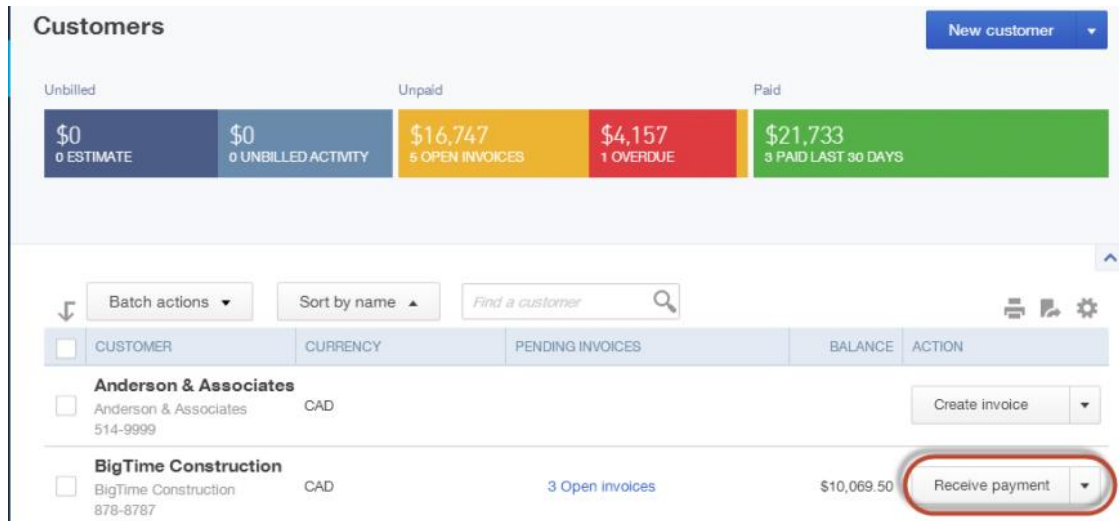 Customers
New customer
Unbilled
Unpaid
Paid
$0
0 ESTIMATE
$0
0 UNBILLED ACTIVITY
$16,747
5 OPEN INVOICES
$4,157
1 OVERDUE
$21,733
3 PAID LAST 30 DAYS
Batch actions
Sort by name
Find a customer
CUSTOMER CURRENCY PENDING INVOICES BALANCE ACTION
Anderson & Associates
Anderson & Associates CAD Create invoice
514-9999
BigTime Construction
BigTime Construction CAD 3 Open invoices $10,069.50 Receive payment
878-8787